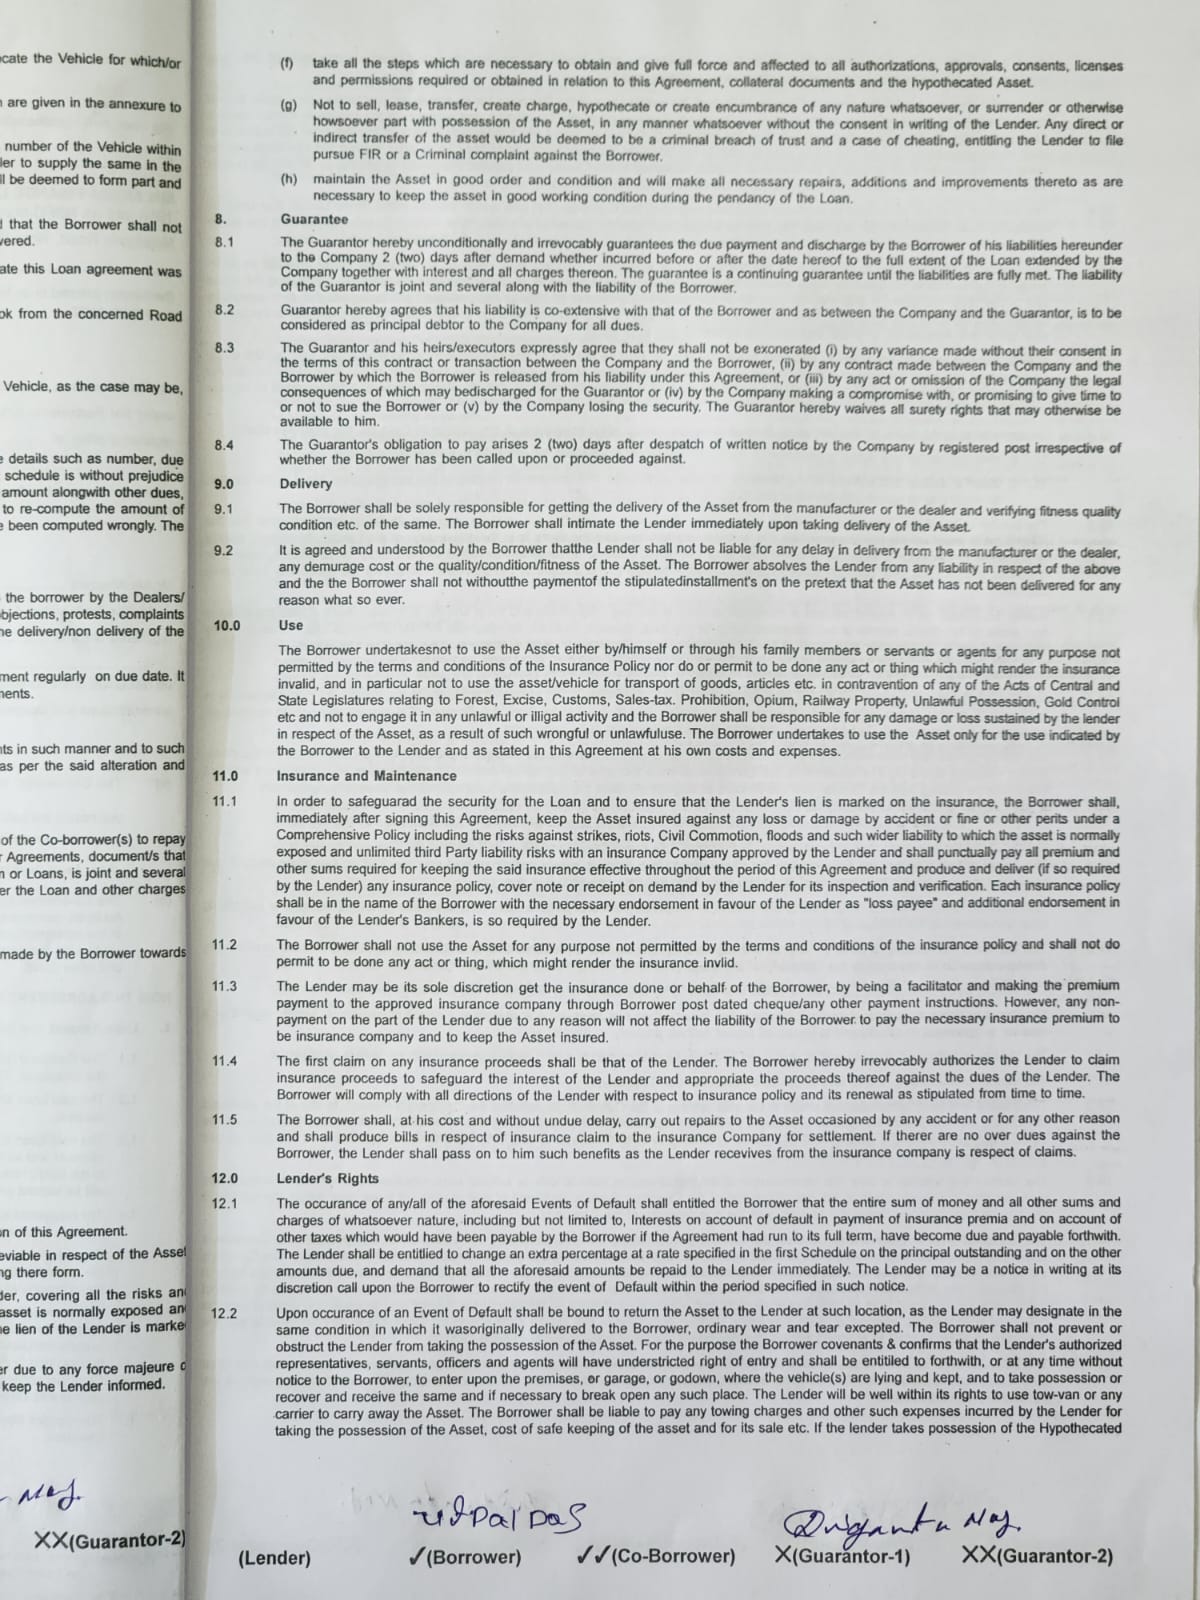 cate the Vehicle for which/or
are given in the annexure to
number of the Vehicle within
ler to supply the same in the
ll be deemed to form part and
that the Borrower shall not
vered.
ate this Loan agreement was
ok from the concerned Road
Vehicle, as the case may be,
details such as number, due
schedule is without prejudice
amount alongwith other dues,
to re-compute the amount of
been computed wrongly. The
the borrower by the Dealers/
bjections, protests, complaints
ne delivery/non delivery of the
ment regularly on due date. It
nents.
nts in such manner and to such
as per the said alteration and
of the Co-borrower(s) to repay
Agreements, document/s that
n or Loans, is joint and several
er the Loan and other charges
made by the Borrower towards
on of this Agreement.
eviable in respect of the Asset
ng there form.
der, covering all the risks and
asset is normally exposed and
ne lien of the Lender is marke
er due to any force majeure o
keep the Lender informed.
XX(Guarantor-2)
(f) take all the steps which are necessary to obtain and give full force and affected to all authorizations, approvals, consents, licenses
and permissions required or obtained in relation to this Agreement, collateral documents and the hypothecated Asset.
(g) Not to sell, lease, transfer, create charge, hypothecate or create encumbrance of any nature whatsoever, or surrender or otherwise
howsoever part with possession of the Asset, in any manner whatsoever without the consent in writing of the Lender. Any direct or
indirect transfer of the asset would be deemed to be a criminal breach of trust and a case of cheating, entitling the Lender to file
pursue FIR or a Criminal complaint against the Borrower.
(h) maintain the Asset in good order and condition and will make all necessary repairs, additions and improvements thereto as are
necessary to keep the asset in good working condition during the pendancy of the Loan.
8. Guarantee
8.1 The Guarantor hereby unconditionally and irrevocably guarantees the due payment and discharge by the Borrower of his liabilities hereunder
to the Company 2 (two) days after demand whether incurred before or after the date hereof to the full extent of the Loan extended by the
Company together with interest and all charges thereon. The guarantee is a continuing guarantee until the liabilities are fully met. The liability
of the Guarantor is joint and several along with the liability of the Borrower.
8.2 Guarantor hereby agrees that his liability is co-extensive with that of the Borrower and as between the Company and the Guarantor, is to be
considered as principal debtor to the Company for all dues.
8.3 The Guarantor and his heirs/executors expressly agree that they shall not be exonerated (i) by any variance made without their consent in
the terms of this contract or transaction between the Company and the Borrower, (ii) by any contract made between the Company and the
Borrower by which the Borrower is released from his liability under this Agreement, or (iii) by any act or omission of the Company the legal
consequences of which may bedischarged for the Guarantor or (iv) by the Company making a compromise with, or promising to give time to
or not to sue the Borrower or (v) by the Company losing the security. The Guarantor hereby waives all surety rights that may otherwise be
available to him.
8.4 The Guarantor's obligation to pay arises 2 (two) days after despatch of written notice by the Company by registered post irrespective of
whether the Borrower has been called upon or proceeded against.
9.0 Delivery
9.1 The Borrower shall be solely responsible for getting the delivery of the Asset from the manufacturer or the dealer and verifying fitness quality
condition etc. of the same. The Borrower shall intimate the Lender immediately upon taking delivery of the Asset.
9.2 It is agreed and understood by the Borrower thatthe Lender shall not be liable for any delay in delivery from the manufacturer or the dealer,
any demurage cost or the quality/condition/fitness of the Asset. The Borrower absolves the Lender from any liability in respect of the above
and the the Borrower shall not withoutthe paymentof the stipulatedinstallment's on the pretext that the Asset has not been delivered for any
reason what so ever.
10.0 Use
The Borrower undertakesnot to use the Asset either by/himself or through his family members or servants or agents for any purpose not
permitted by the terms and conditions of the Insurance Policy nor do or permit to be done any act or thing which might render the insurance
invalid, and in particular not to use the asset/vehicle for transport of goods, articles etc. in contravention of any of the Acts of Central and
State Legislatures relating to Forest, Excise, Customs, Sales-tax. Prohibition, Opium, Railway Property, Unlawful Possession, Gold Control
etc and not to engage it in any unlawful or illigal activity and the Borrower shall be responsible for any damage or loss sustained by the lender
in respect of the Asset, as a result of such wrongful or unlawfuluse. The Borrower undertakes to use the Asset only for the use indicated by
the Borrower to the Lender and as stated in this Agreement at his own costs and expenses.
11.0 Insurance and Maintenance
11.1 In order to safeguarad the security for the Loan and to ensure that the Lender's lien is marked on the insurance, the Borrower shall,
immediately after signing this Agreement, keep the Asset insured against any loss or damage by accident or fine or other perits under a
Comprehensive Policy including the risks against strikes, riots, Civil Commotion, floods and such wider liability to which the asset is normally
exposed and unlimited third Party liability risks with an insurance Company approved by the Lender and shall punctually pay all premium and
other sums required for keeping the said insurance effective throughout the period of this Agreement and produce and deliver (if so required
by the Lender) any insurance policy, cover note or receipt on demand by the Lender for its inspection and verification. Each insurance policy
shall be in the name of the Borrower with the necessary endorsement in favour of the Lender as "loss payee" and additional endorsement in
favour of the Lender's Bankers, is so required by the Lender.
11.2 The Borrower shall not use the Asset for any purpose not permitted by the terms and conditions of the insurance policy and shall not do
permit to be done any act or thing, which might render the insurance invlid.
11.3 The Lender may be its sole discretion get the insurance done or behalf of the Borrower, by being a facilitator and making the premium
payment to the approved insurance company through Borrower post dated cheque/any other payment instructions. However, any non-
payment on the part of the Lender due to any reason will not affect the liability of the Borrower to pay the necessary insurance premium to
be insurance company and to keep the Asset insured.
11.4 The first claim on any insurance proceeds shall be that of the Lender. The Borrower hereby irrevocably authorizes the Lender to claim
insurance proceeds to safeguard the interest of the Lender and appropriate the proceeds thereof against the dues of the Lender. The
Borrower will comply with all directions of the Lender with respect to insurance policy and its renewal as stipulated from time to time.
11.5 The Borrower shall, at his cost and without undue delay, carry out repairs to the Asset occasioned by any accident or for any other reason
and shall produce bills in respect of insurance claim to the insurance Company for settlement. If therer are no over dues against the
Borrower, the Lender shall pass on to him such benefits as the Lender recevives from the insurance company is respect of claims.
12.0 Lender's Rights
12.1 The occurance of any/all of the aforesaid Events of Default shall entitled the Borrower that the entire sum of money and all other sums and
charges of whatsoever nature, including but not limited to, Interests on account of default in payment of insurance premia and on account of
other taxes which would have been payable by the Borrower if the Agreement had run to its full term, have become due and payable forthwith.
The Lender shall be entitlied to change an extra percentage at a rate specified in the first Schedule on the principal outstanding and on the other
amounts due, and demand that all the aforesaid amounts be repaid to the Lender immediately. The Lender may be a notice in writing at its
discretion call upon the Borrower to rectify the event of Default within the period specified in such notice.
12.2 Upon occurance of an Event of Default shall be bound to return the Asset to the Lender at such location, as the Lender may designate in the
same condition in which it wasoriginally delivered to the Borrower, ordinary wear and tear excepted. The Borrower shall not prevent or
obstruct the Lender from taking the possession of the Asset. For the purpose the Borrower covenants & confirms that the Lender's authorized
representatives, servants, officers and agents will have understricted right of entry and shall be entitiled to forthwith, or at any time without
notice to the Borrower, to enter upon the premises, or garage, or godown, where the vehicle(s) are lying and kept, and to take possession or
recover and receive the same and if necessary to break open any such place. The Lender will be well within its rights to use tow-van or any
carrier to carry away the Asset. The Borrower shall be liable to pay any towing charges and other such expenses incurred by the Lender for
taking the possession of the Asset, cost of safe keeping of the asset and for its sale etc. If the lender takes possession of the Hypothecated
(Lender) ✓(Borrower) ✓✓(Co-Borrower) X(Guarantor-1) XX(Guarantor-2)